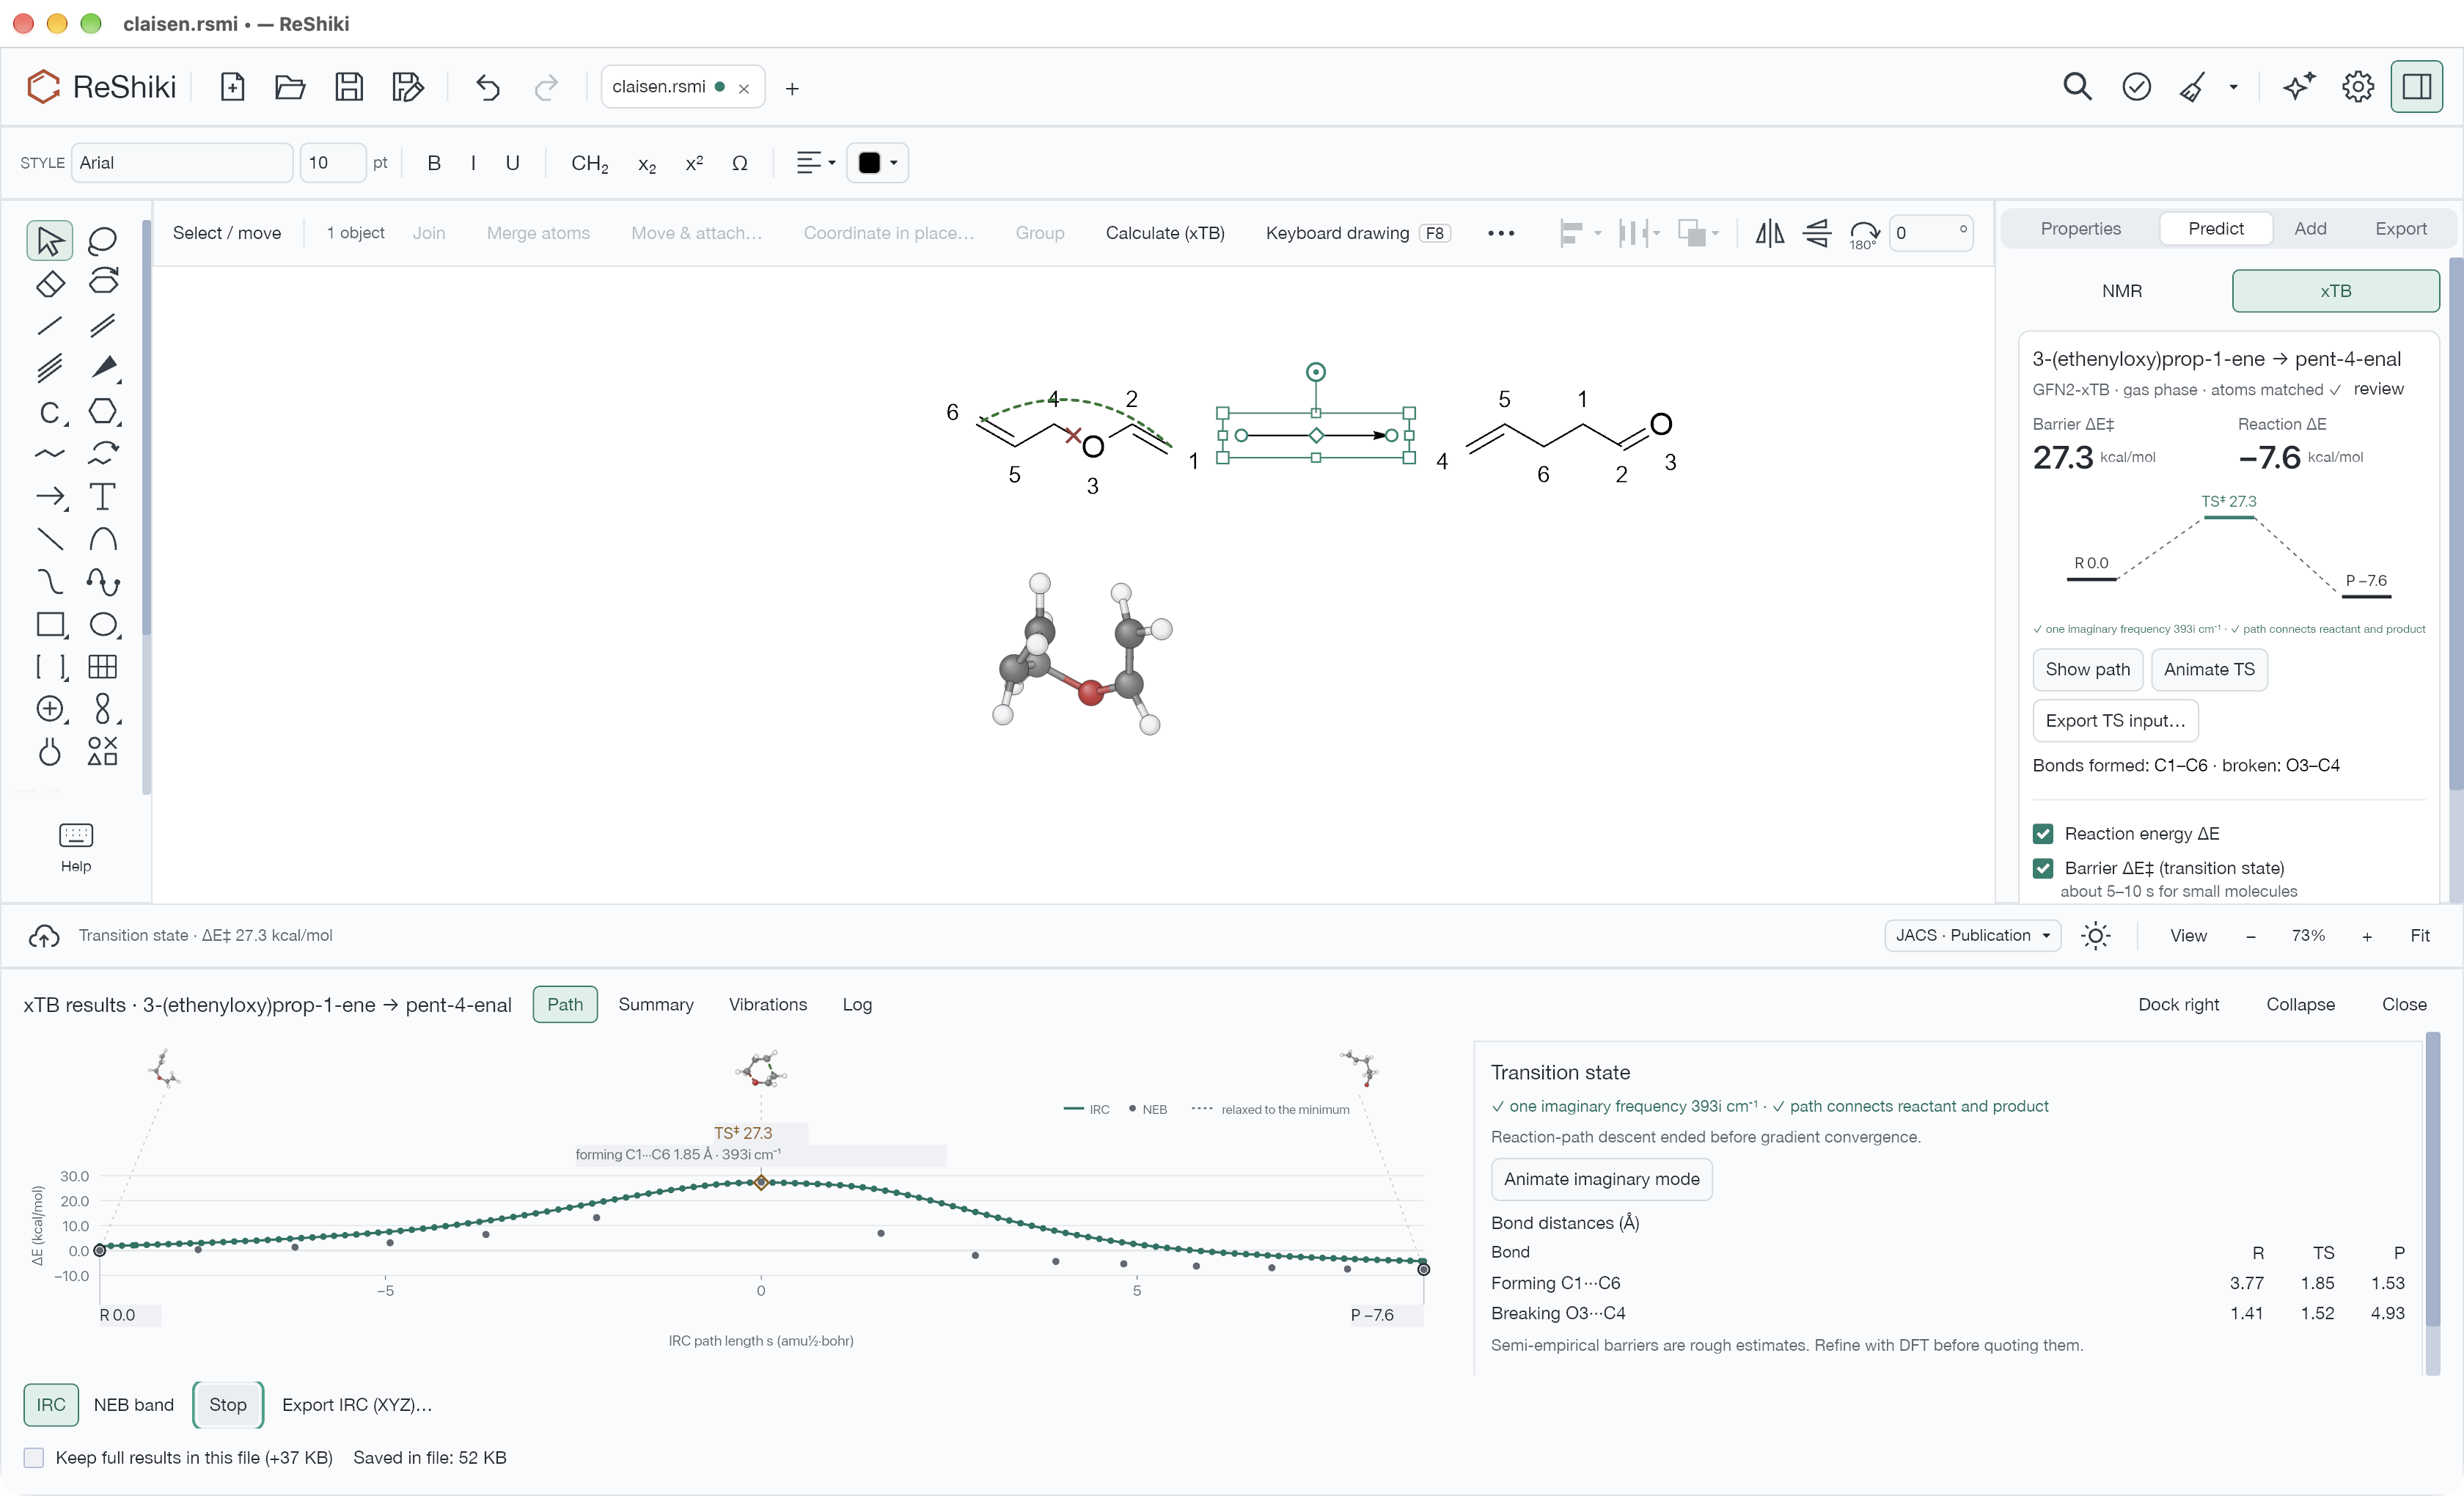 claisen.rsmi • — ReShiki
ReShiki
claisen.rsmi
STYLE Arial 10 pt B I U CH₂ x₂ x² Ω
Select / move 1 object Join Merge atoms Move & attach... Coordinate in place... Group Calculate (xTB) Keyboard drawing F8 180° 0 °
Properties Predict Add Export
NMR xTB
3-(ethenyloxy)prop-1-ene → pent-4-enal
GFN2-xTB · gas phase · atoms matched ✓ review
Barrier ΔE‡ Reaction ΔE
27.3 kcal/mol −7.6 kcal/mol
TS‡ 27.3
R 0.0
P −7.6
✓ one imaginary frequency 393i cm⁻¹ · ✓ path connects reactant and product
Show path Animate TS
Export TS input...
Bonds formed: C1–C6 · broken: O3–C4
Reaction energy ΔE
Barrier ΔE‡ (transition state)
about 5–10 s for small molecules
C
T
Help
6 4 2 5 1
O O
5 3 1 4 6 2 3
Transition state · ΔE‡ 27.3 kcal/mol
JACS · Publication View − 73% + Fit
xTB results · 3-(ethenyloxy)prop-1-ene → pent-4-enal Path Summary Vibrations Log Dock right Collapse Close
IRC NEB relaxed to the minimum
TS‡ 27.3
forming C1···C6 1.85 Å · 393i cm⁻¹
ΔE (kcal/mol)
30.0
20.0
10.0
0.0
−10.0
−5 0 5
R 0.0 P −7.6
IRC path length s (amu½·bohr)
Transition state
✓ one imaginary frequency 393i cm⁻¹ · ✓ path connects reactant and product
Reaction-path descent ended before gradient convergence.
Animate imaginary mode
Bond distances (Å)
Bond R TS P
Forming C1···C6 3.77 1.85 1.53
Breaking O3···C4 1.41 1.52 4.93
Semi-empirical barriers are rough estimates. Refine with DFT before quoting them.
IRC NEB band Stop Export IRC (XYZ)...
Keep full results in this file (+37 KB) Saved in file: 52 KB